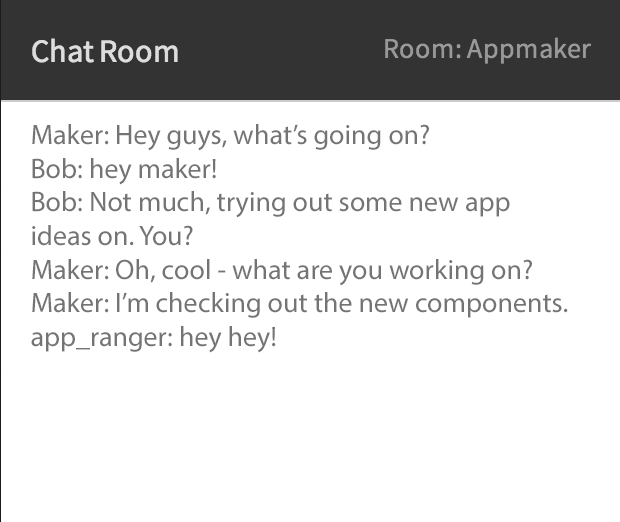 Chat Room
Room: Appmaker
Maker: Hey guys, what’s going on?
Bob: hey maker!
Bob: Not much, trying out some new app
ideas on. You?
Maker: Oh, cool - what are you working on?
Maker: I’m checking out the new components.
app_ranger: hey hey!